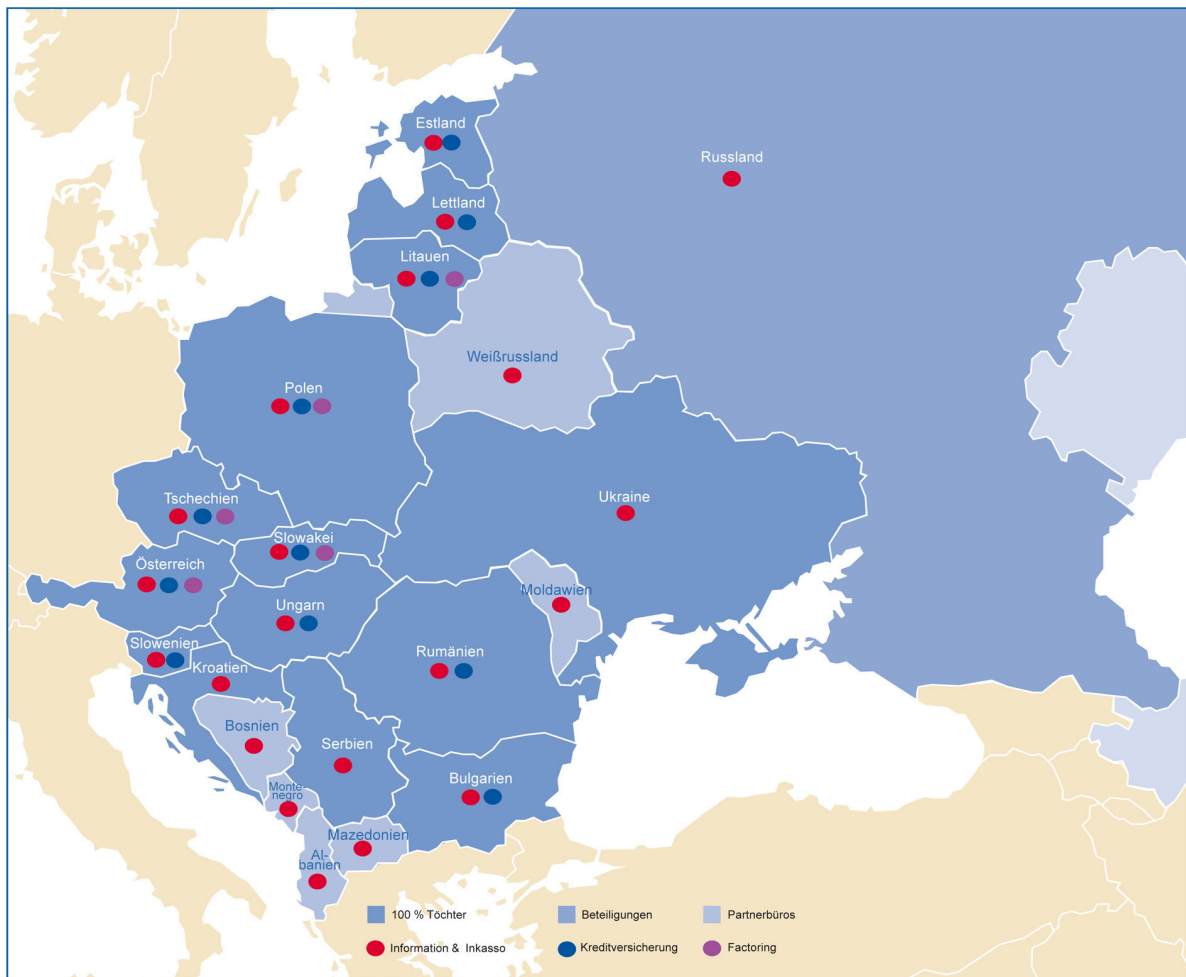 Estland
Russland
Lettland
Litauen
Weißrussland
Polen
Tschechien
Ukraine
Slowakei
Österreich
Moldawien
Ungarn
Slowenien
Rumänien
Kroatien
Bosnien
Serbien
Bulgarien
Monte-
negro
Mazedonien
Al-
banien
100 % Töchter
Beteiligungen
Partnerbüros
Information & Inkasso
Kreditversicherung
Factoring